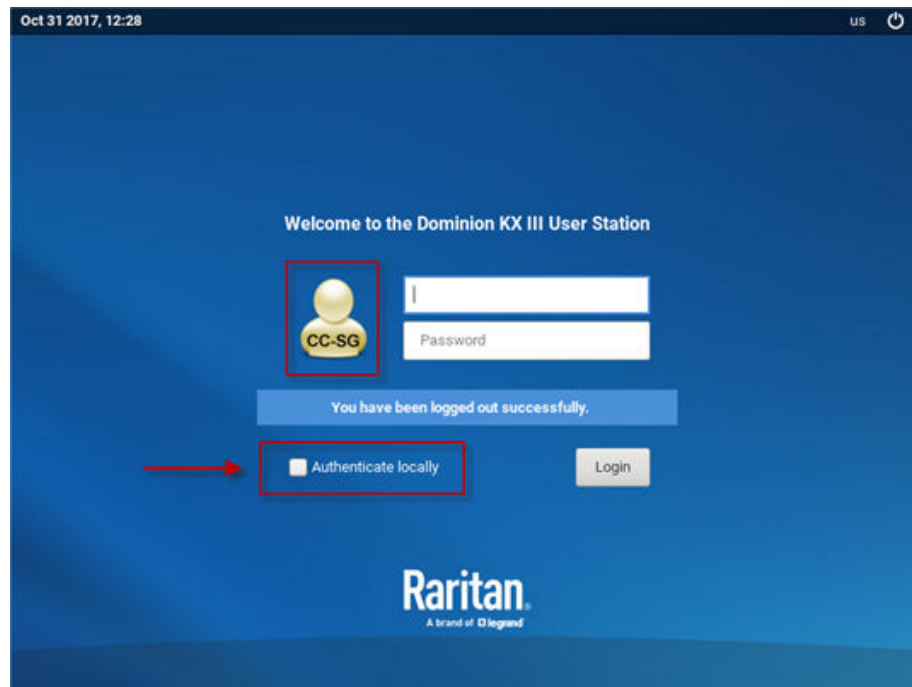 Oct 31 2017, 12:28 us
Welcome to the Dominion KX III User Station
CC-SG
Password
You have been logged out successfully.
Authenticate locally
Login
Raritan.
A brand of legrand